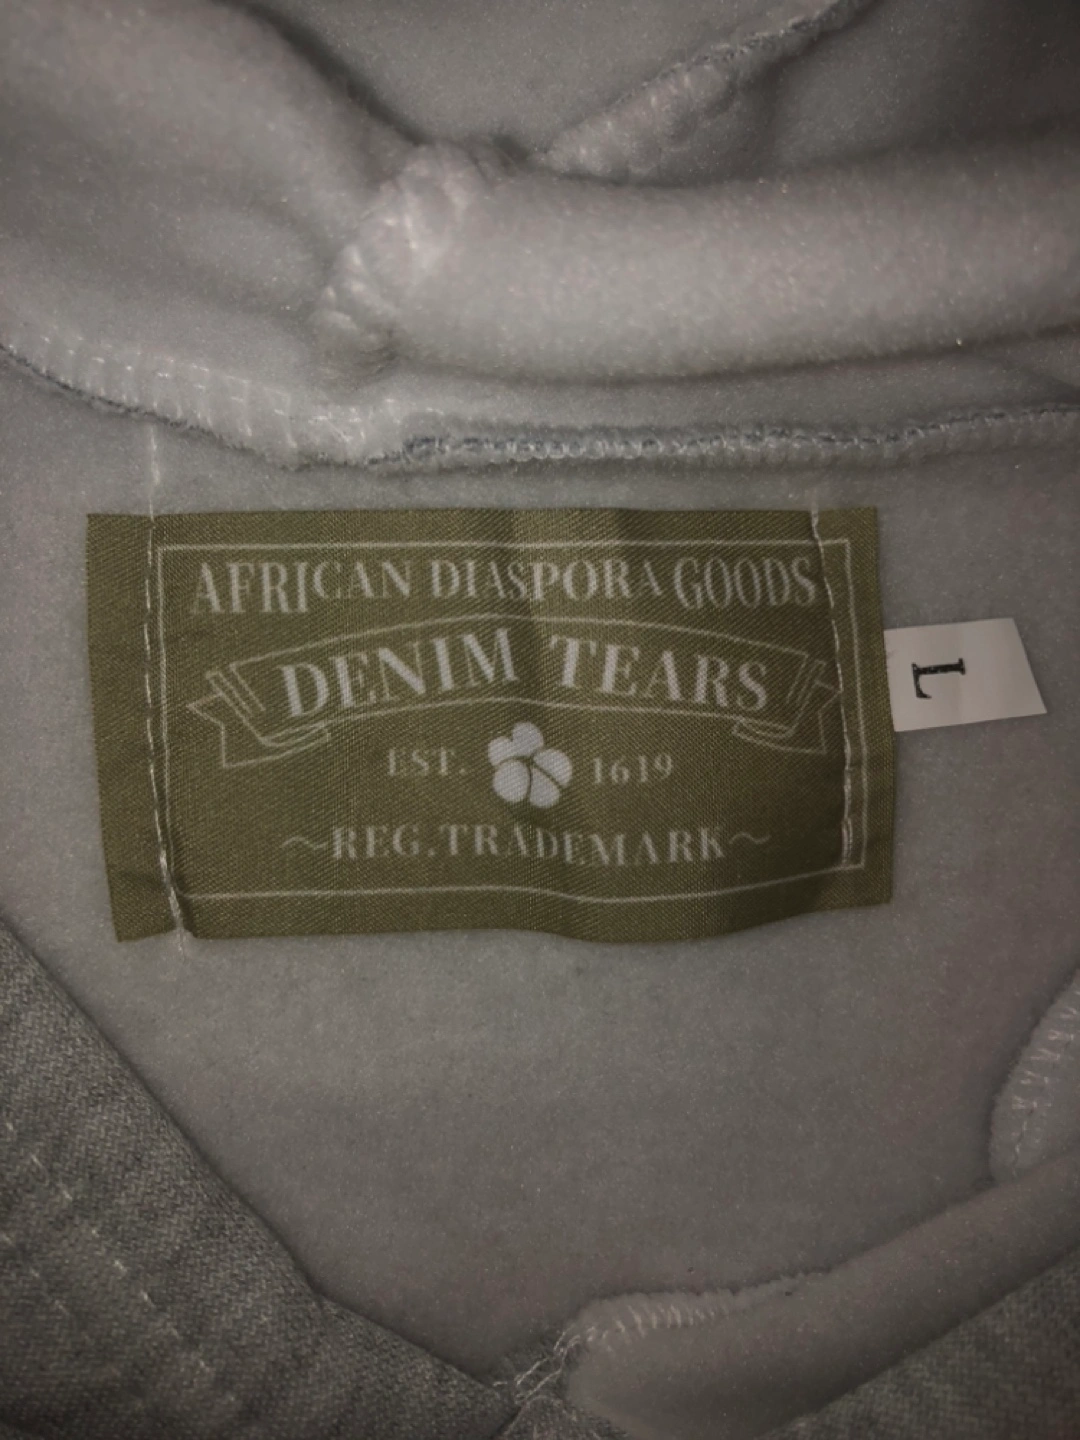 AFRICAN DIASPORA GOODS
DENIM TEARS
EST. 1619
~REG.TRADEMARK~
L